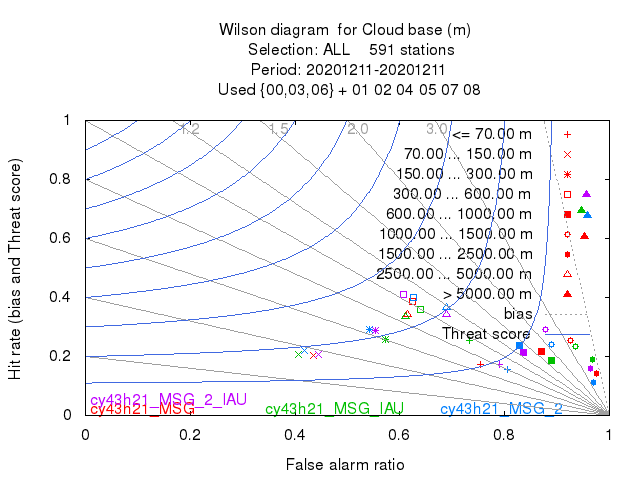 Wilson diagram for Cloud base (m)
Selection: ALL 591 stations
Period: 20201211-20201211
Used {00,03,06} + 01 02 04 05 07 08
1.2 1.5 2.0 3.0
<= 70.00 m
70.00 ... 150.00 m
150.00 ... 300.00 m
300.00 ... 600.00 m
600.00 ... 1000.00 m
1000.00 ... 1500.00 m
1500.00 ... 2500.00 m
2500.00 ... 5000.00 m
> 5000.00 m
bias
Threat score
1
0.8
0.6
0.4
0.2
0
Hit rate (bias and Threat score)
cy43h21_MSG_2_IAU
cy43h21_MSG cy43h21_MSG_IAU cy43h21_MSG_2
0 0.2 0.4 0.6 0.8 1
False alarm ratio